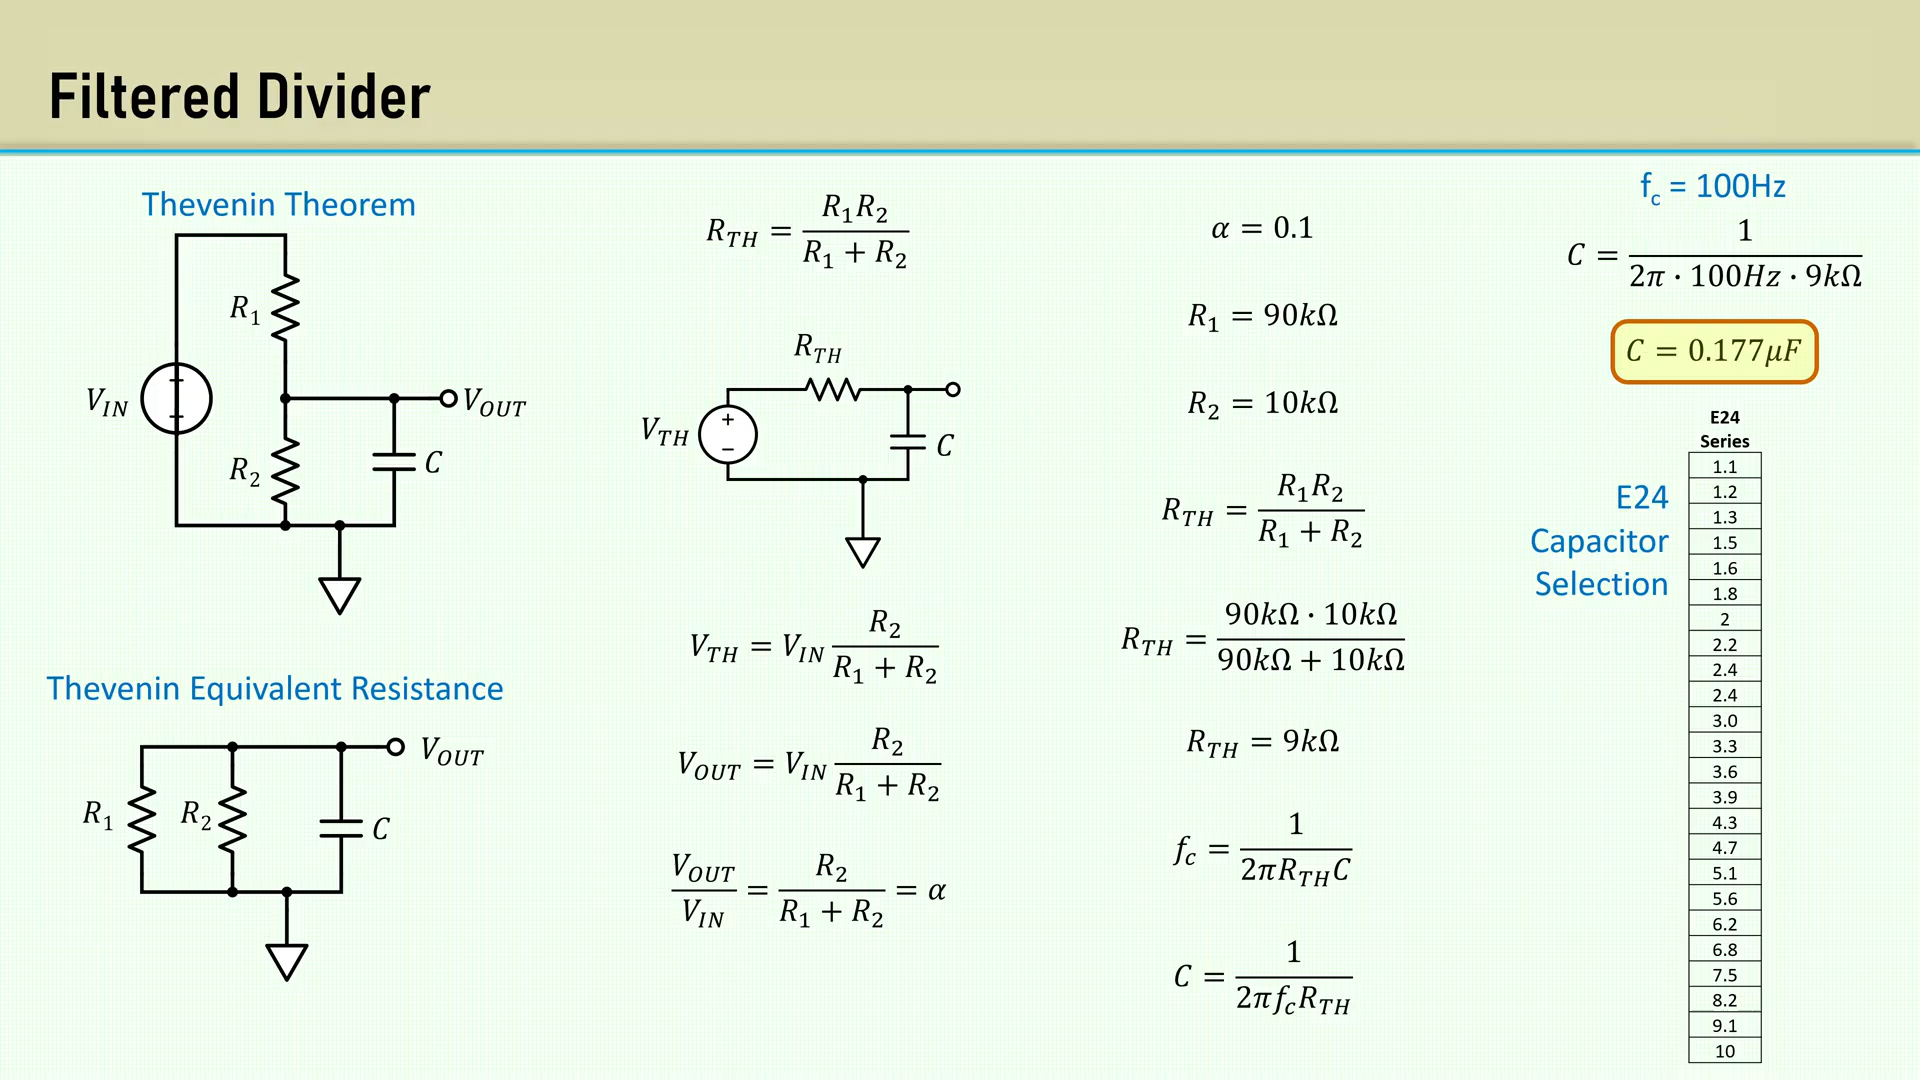 Filtered Divider
Thevenin Theorem
R₁
V_IN
V_OUT
R₂
C
Thevenin Equivalent Resistance
V_OUT
R₁
R₂
C
R_TH = R₁R₂ / (R₁ + R₂)
R_TH
V_TH
+
−
C
V_TH = V_IN R₂ / (R₁ + R₂)
V_OUT = V_IN R₂ / (R₁ + R₂)
V_OUT / V_IN = R₂ / (R₁ + R₂) = α
α = 0.1
R₁ = 90kΩ
R₂ = 10kΩ
R_TH = R₁R₂ / (R₁ + R₂)
R_TH = 90kΩ · 10kΩ / (90kΩ + 10kΩ)
R_TH = 9kΩ
f_c = 1 / (2πR_THC)
C = 1 / (2πf_cR_TH)
f_c = 100Hz
C = 1 / (2π · 100Hz · 9kΩ)
C = 0.177μF
E24
Capacitor
Selection
E24
Series
1.1
1.2
1.3
1.5
1.6
1.8
2
2.2
2.4
2.4
3.0
3.3
3.6
3.9
4.3
4.7
5.1
5.6
6.2
6.8
7.5
8.2
9.1
10